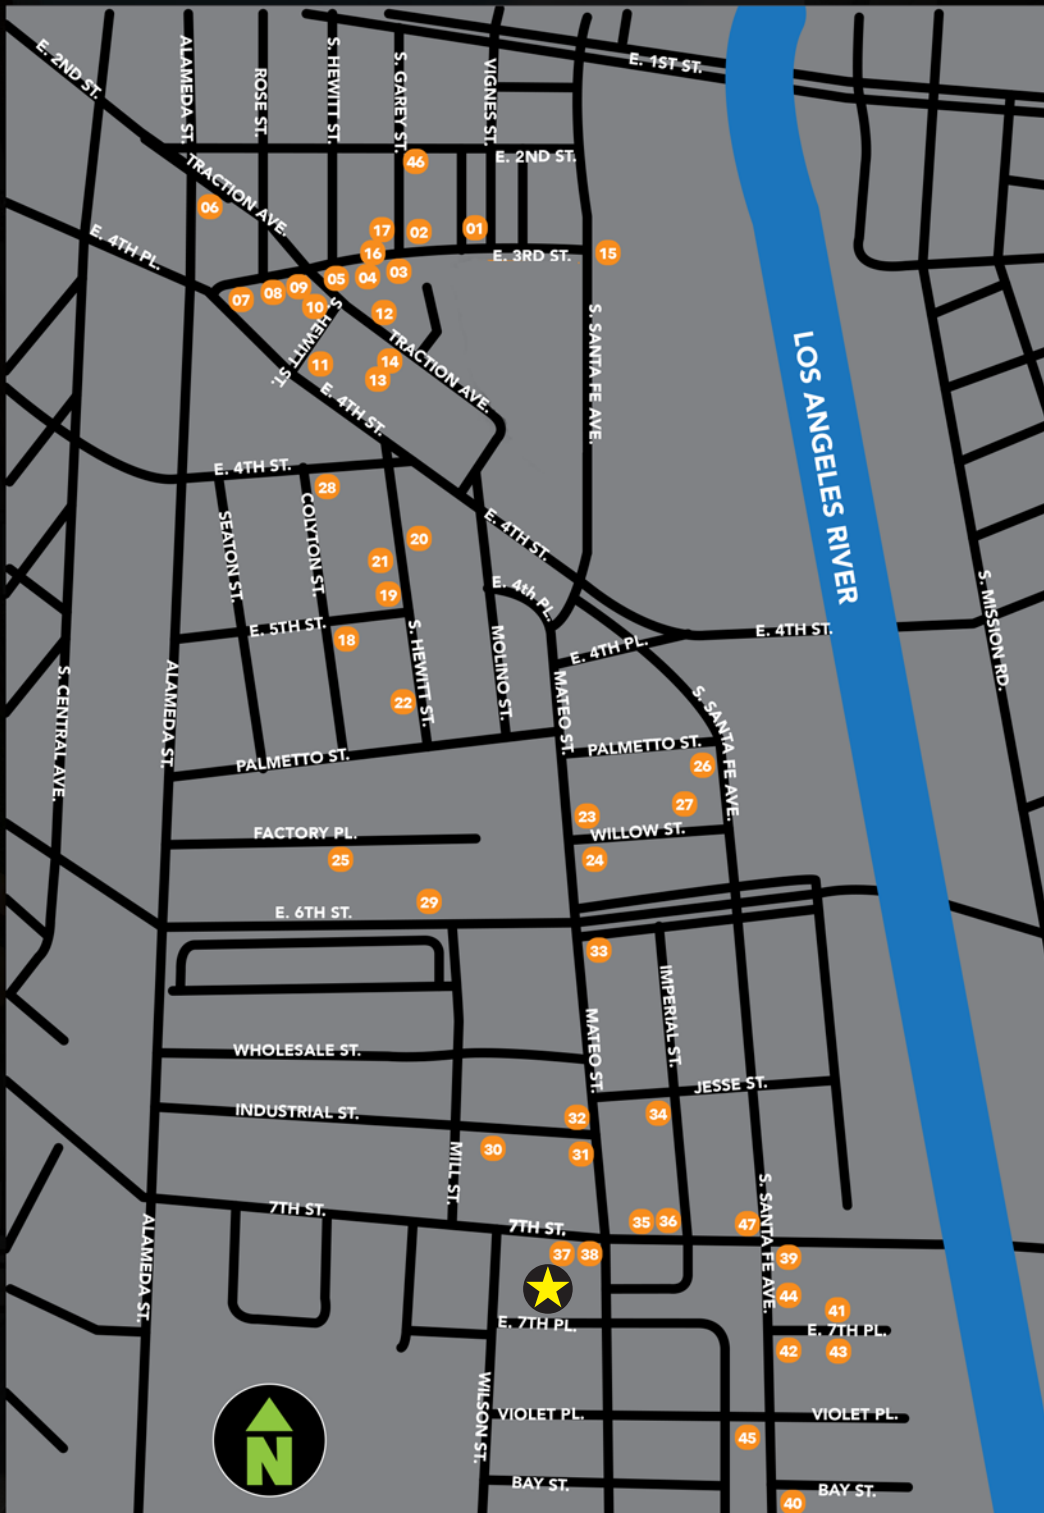 E. 1ST ST.
E. 2ND ST.
ALAMEDA ST.
ROSE ST.
S. HEWITT ST.
S. GAREY ST.
VIGNES ST.
46
E. 2ND ST.
TRACTION AVE.
06
17
02
01
E. 4TH PL.
16
E. 3RD ST.
15
07
08
09
05
04
03
10
S. HEWITT ST.
12
S. SANTA FE AVE.
11
14
13
TRACTION AVE.
LOS ANGELES RIVER
E. 4TH ST.
E. 4TH ST.
28
SEATON ST.
COLYTON ST.
20
E. 4TH ST.
21
19
E. 4th PL.
S. MISSION RD.
E. 5TH ST.
18
S. HEWITT ST.
MOLINO ST.
E. 4TH PL.
E. 4TH ST.
S. CENTRAL AVE.
ALAMEDA ST.
22
MATEO ST.
S. SANTA FE AVE.
PALMETTO ST.
PALMETTO ST.
26
27
23
FACTORY PL.
WILLOW ST.
25
24
29
E. 6TH ST.
33
IMPERIAL ST.
MATEO ST.
WHOLESALE ST.
JESSE ST.
INDUSTRIAL ST.
32
34
30
31
MILL ST.
S. SANTA FE AVE.
7TH ST.
7TH ST.
35
36
47
ALAMEDA ST.
37
38
39
44
41
E. 7TH PL.
E. 7TH PL.
42
43
WILSON ST.
VIOLET PL.
VIOLET PL.
45
N
BAY ST.
BAY ST.
40